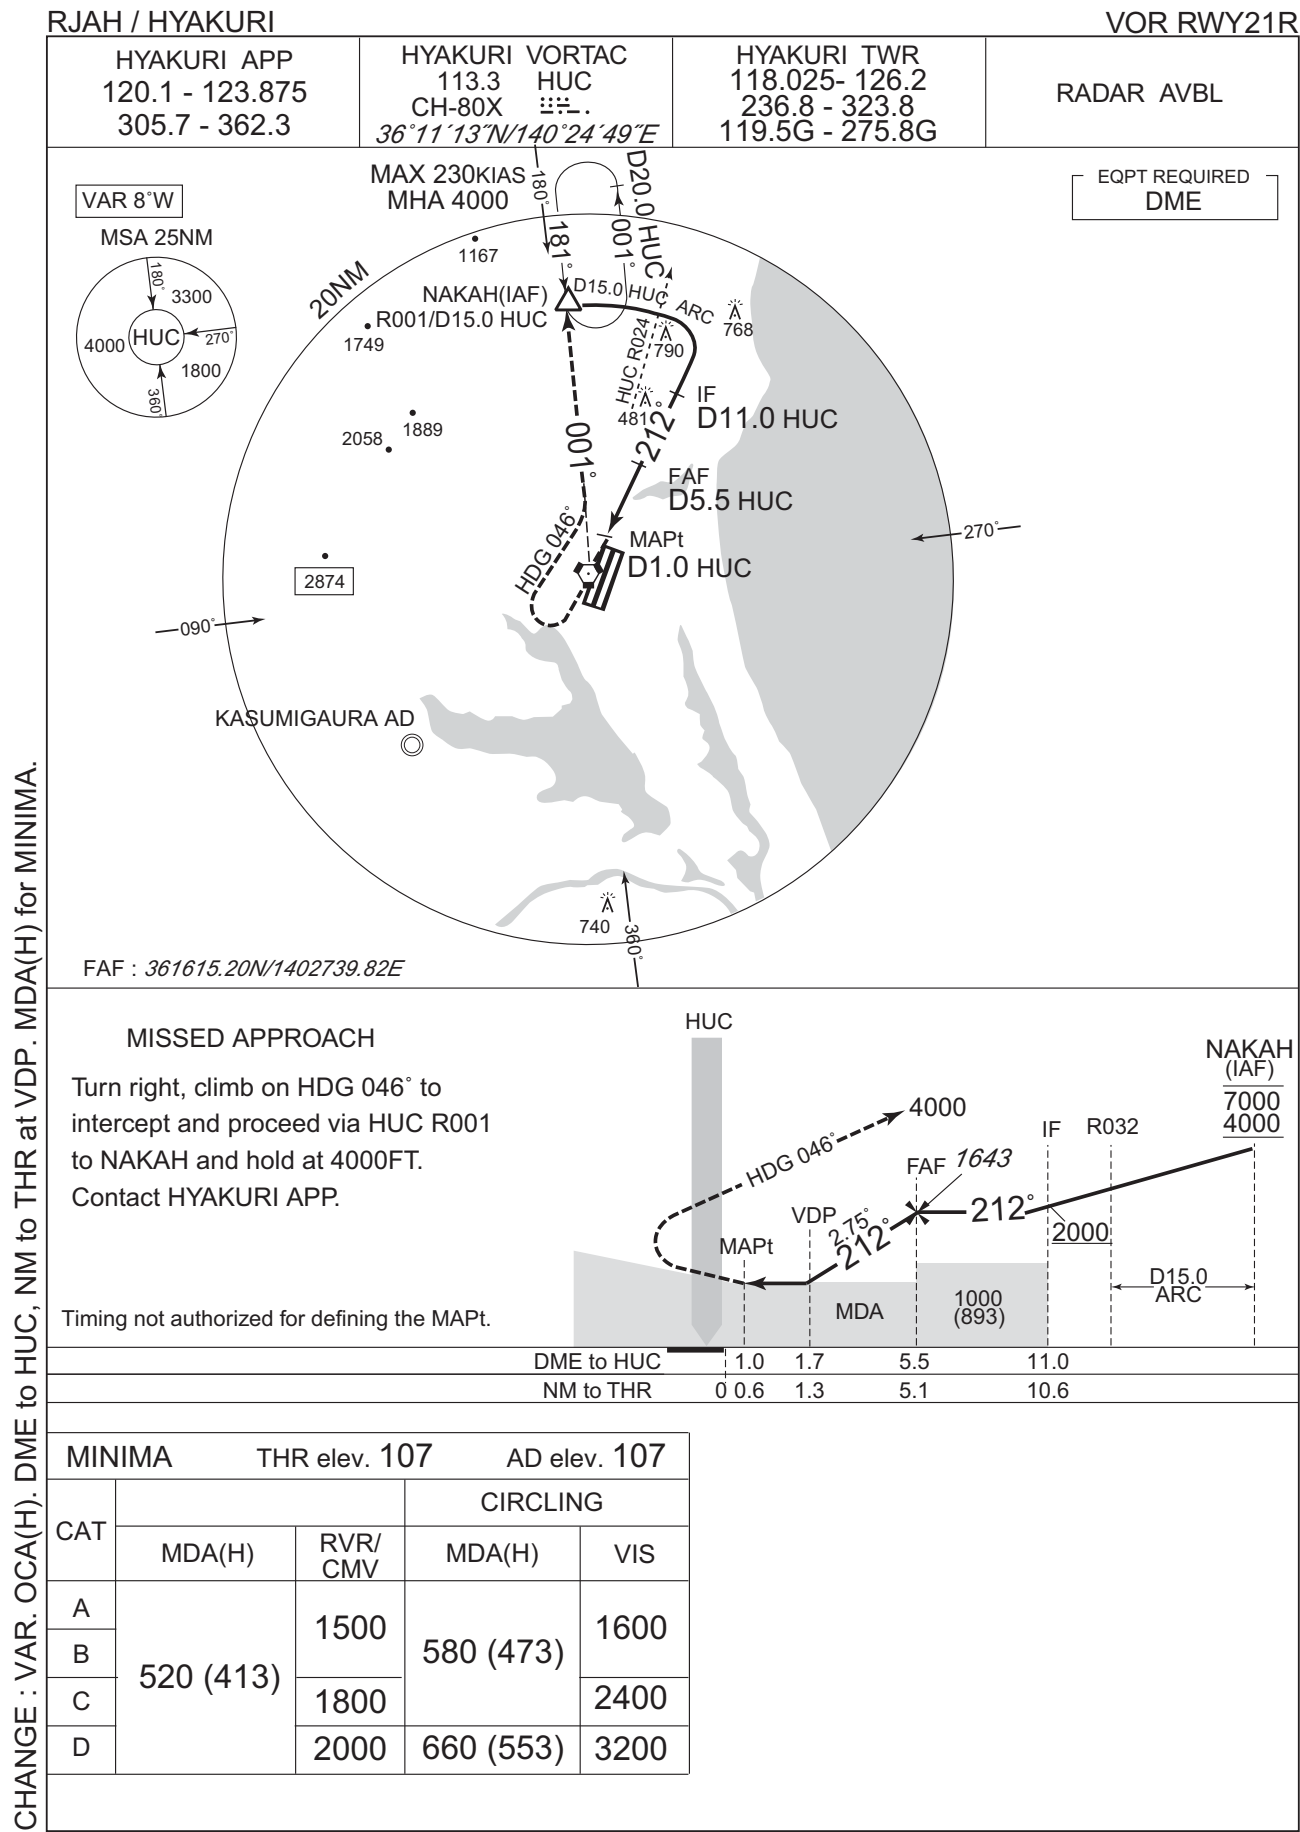 RJAH / HYAKURI
VOR RWY21R
HYAKURI APP
120.1 - 123.875
305.7 - 362.3
HYAKURI VORTAC
113.3 HUC
CH-80X
36°11´13˝N/140°24´49˝E
HYAKURI TWR
118.025- 126.2
236.8 - 323.8
119.5G - 275.8G
RADAR AVBL
EQPT REQUIRED
DME
VAR 8°W
MSA 25NM
180°
3300
HUC
4000
270°
1800
360°
MAX 230KIAS
MHA 4000
180°
181°
001°
D20.0 HUC
1167
20NM
NAKAH(IAF)
R001/D15.0 HUC
D15.0 HUC ARC
768
790
HUC R024
1749
481
IF
D11.0 HUC
212°
1889
2058
001°
FAF
D5.5 HUC
HDG 046°
MAPt
D1.0 HUC
270°
2874
090°
KASUMIGAURA AD
740
360°
FAF : 361615.20N/1402739.82E
MISSED APPROACH
Turn right, climb on HDG 046° to
intercept and proceed via HUC R001
to NAKAH and hold at 4000FT.
Contact HYAKURI APP.
Timing not authorized for defining the MAPt.
HUC
NAKAH
(IAF)
7000
4000
4000
HDG 046°
IF
R032
FAF
1643
VDP
2.75°
212°
212°
2000
MAPt
D15.0
ARC
MDA
1000
(893)
DME to HUC 1.0 1.7 5.5 11.0
NM to THR 0 0.6 1.3 5.1 10.6
MINIMA THR elev. 107 AD elev. 107
CIRCLING
CAT
MDA(H)
RVR/
CMV
MDA(H)
VIS
A
B
C
D
520 (413)
1500
1800
2000
580 (473)
660 (553)
1600
2400
3200
CHANGE : VAR. OCA(H). DME to HUC, NM to THR at VDP. MDA(H) for MINIMA.